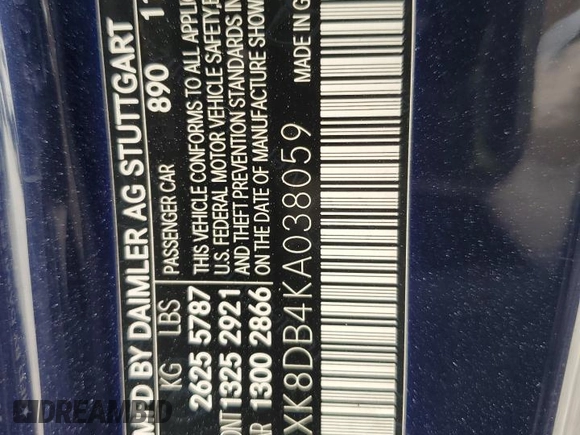 BY DAIMLER AG STUTTGART
PASSENGER CAR 890
KG LBS
2625 5787
1325 2921
1300 2866
THIS VEHICLE CONFORMS TO ALL APPLIC
U.S. FEDERAL MOTOR VEHICLE SAFETY,
AND THEFT PREVENTION STANDARDS IN
ON THE DATE OF MANUFACTURE SHOW
XK8DB4KA038059 MADE IN G
DREAMBID